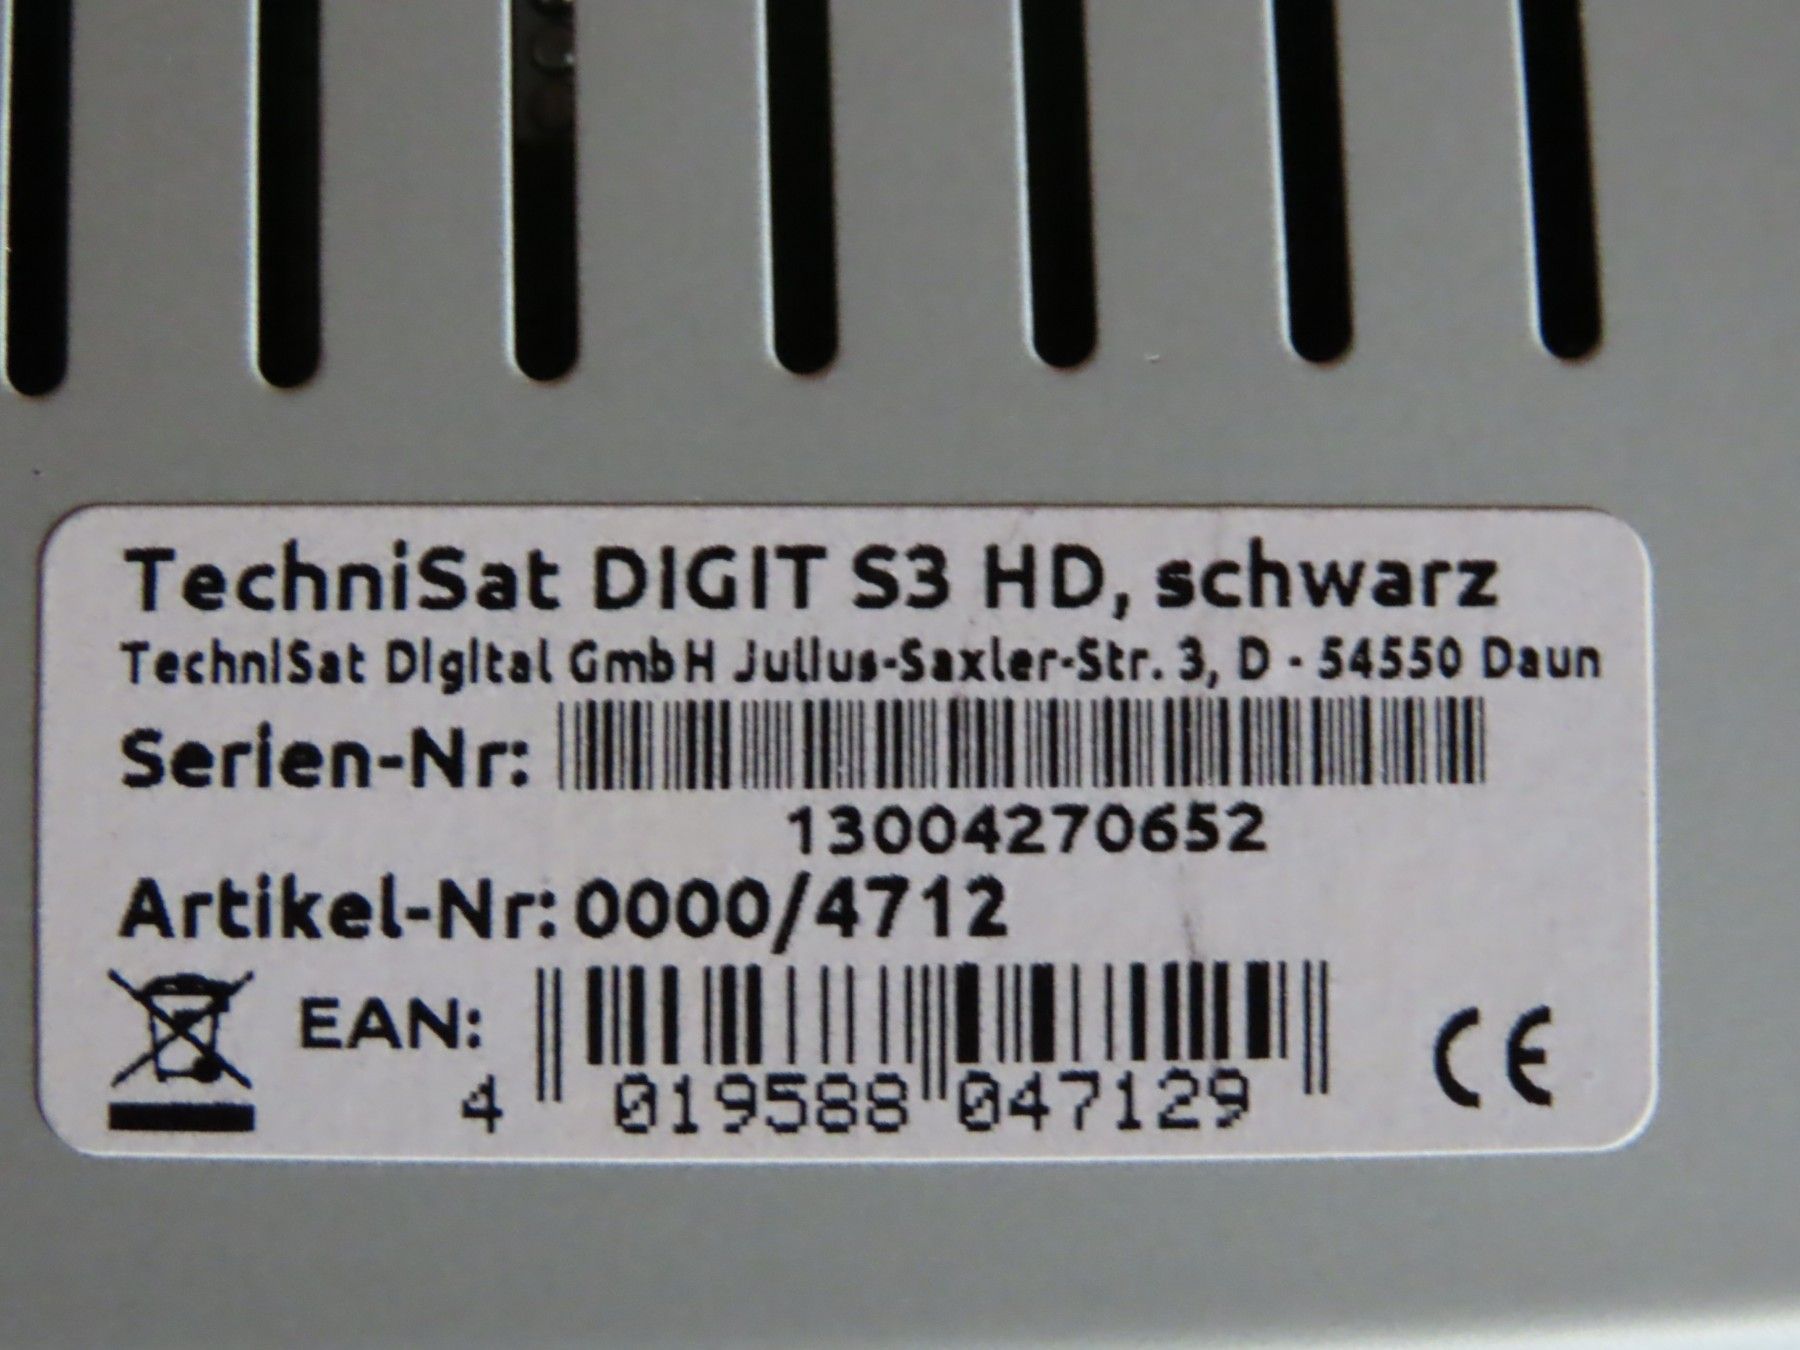 TechniSat DIGIT S3 HD, schwarz
TechniSat Digital GmbH Julius-Saxler-Str. 3, D - 54550 Daun
Serien-Nr:
13004270652
Artikel-Nr: 0000/4712
EAN:
4 019588 047129
CE